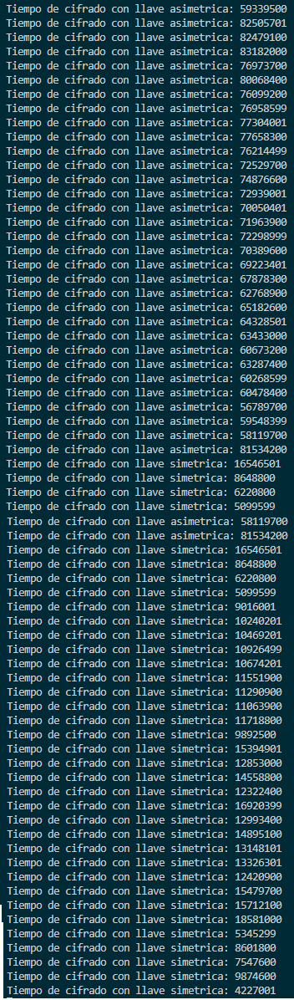 Tiempo de cifrado con llave asimetrica: 59339500
Tiempo de cifrado con llave asimetrica: 82505701
Tiempo de cifrado con llave asimetrica: 82479100
Tiempo de cifrado con llave asimetrica: 83182000
Tiempo de cifrado con llave asimetrica: 76973700
Tiempo de cifrado con llave asimetrica: 80068400
Tiempo de cifrado con llave asimetrica: 76099200
Tiempo de cifrado con llave asimetrica: 76958599
Tiempo de cifrado con llave asimetrica: 77304001
Tiempo de cifrado con llave asimetrica: 77658300
Tiempo de cifrado con llave asimetrica: 76214499
Tiempo de cifrado con llave asimetrica: 72529700
Tiempo de cifrado con llave asimetrica: 74876600
Tiempo de cifrado con llave asimetrica: 72939001
Tiempo de cifrado con llave asimetrica: 70050401
Tiempo de cifrado con llave asimetrica: 71963900
Tiempo de cifrado con llave asimetrica: 72298999
Tiempo de cifrado con llave asimetrica: 70389600
Tiempo de cifrado con llave asimetrica: 69223401
Tiempo de cifrado con llave asimetrica: 67878300
Tiempo de cifrado con llave asimetrica: 62768900
Tiempo de cifrado con llave asimetrica: 65182600
Tiempo de cifrado con llave asimetrica: 64328501
Tiempo de cifrado con llave asimetrica: 63433000
Tiempo de cifrado con llave asimetrica: 60673200
Tiempo de cifrado con llave asimetrica: 63287400
Tiempo de cifrado con llave asimetrica: 60268599
Tiempo de cifrado con llave asimetrica: 60478400
Tiempo de cifrado con llave asimetrica: 56789700
Tiempo de cifrado con llave asimetrica: 59548399
Tiempo de cifrado con llave asimetrica: 58119700
Tiempo de cifrado con llave asimetrica: 81534200
Tiempo de cifrado con llave simetrica: 16546501
Tiempo de cifrado con llave simetrica: 8648800
Tiempo de cifrado con llave simetrica: 6220800
Tiempo de cifrado con llave simetrica: 5099599
Tiempo de cifrado con llave asimetrica: 58119700
Tiempo de cifrado con llave asimetrica: 81534200
Tiempo de cifrado con llave simetrica: 16546501
Tiempo de cifrado con llave simetrica: 8648800
Tiempo de cifrado con llave simetrica: 6220800
Tiempo de cifrado con llave simetrica: 5099599
Tiempo de cifrado con llave simetrica: 9016001
Tiempo de cifrado con llave simetrica: 10240201
Tiempo de cifrado con llave simetrica: 10469201
Tiempo de cifrado con llave simetrica: 10926499
Tiempo de cifrado con llave simetrica: 10674201
Tiempo de cifrado con llave simetrica: 11551900
Tiempo de cifrado con llave simetrica: 11290900
Tiempo de cifrado con llave simetrica: 11063900
Tiempo de cifrado con llave simetrica: 11718800
Tiempo de cifrado con llave simetrica: 9892500
Tiempo de cifrado con llave simetrica: 15394901
Tiempo de cifrado con llave simetrica: 12853000
Tiempo de cifrado con llave simetrica: 14558800
Tiempo de cifrado con llave simetrica: 12322400
Tiempo de cifrado con llave simetrica: 16920399
Tiempo de cifrado con llave simetrica: 12993400
Tiempo de cifrado con llave simetrica: 14895100
Tiempo de cifrado con llave simetrica: 13148101
Tiempo de cifrado con llave simetrica: 13326301
Tiempo de cifrado con llave simetrica: 12420900
Tiempo de cifrado con llave simetrica: 15479700
Tiempo de cifrado con llave simetrica: 15712100
Tiempo de cifrado con llave simetrica: 18581000
Tiempo de cifrado con llave simetrica: 5345299
Tiempo de cifrado con llave simetrica: 8601800
Tiempo de cifrado con llave simetrica: 7547600
Tiempo de cifrado con llave simetrica: 9874600
Tiempo de cifrado con llave simetrica: 4227001